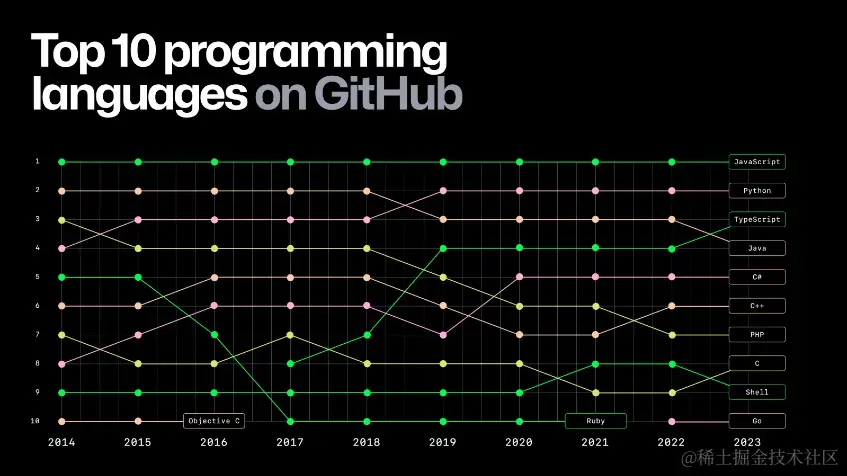 Top 10 programming
languages on GitHub
1
JavaScript
2
Python
3
TypeScript
4
Java
5
C#
6
C++
7
PHP
8
C
9
Shell
10
Objective C
Ruby
Go
2014 2015 2016 2017 2018 2019 2020 2021 2022 2023
@稀土掘金技术社区